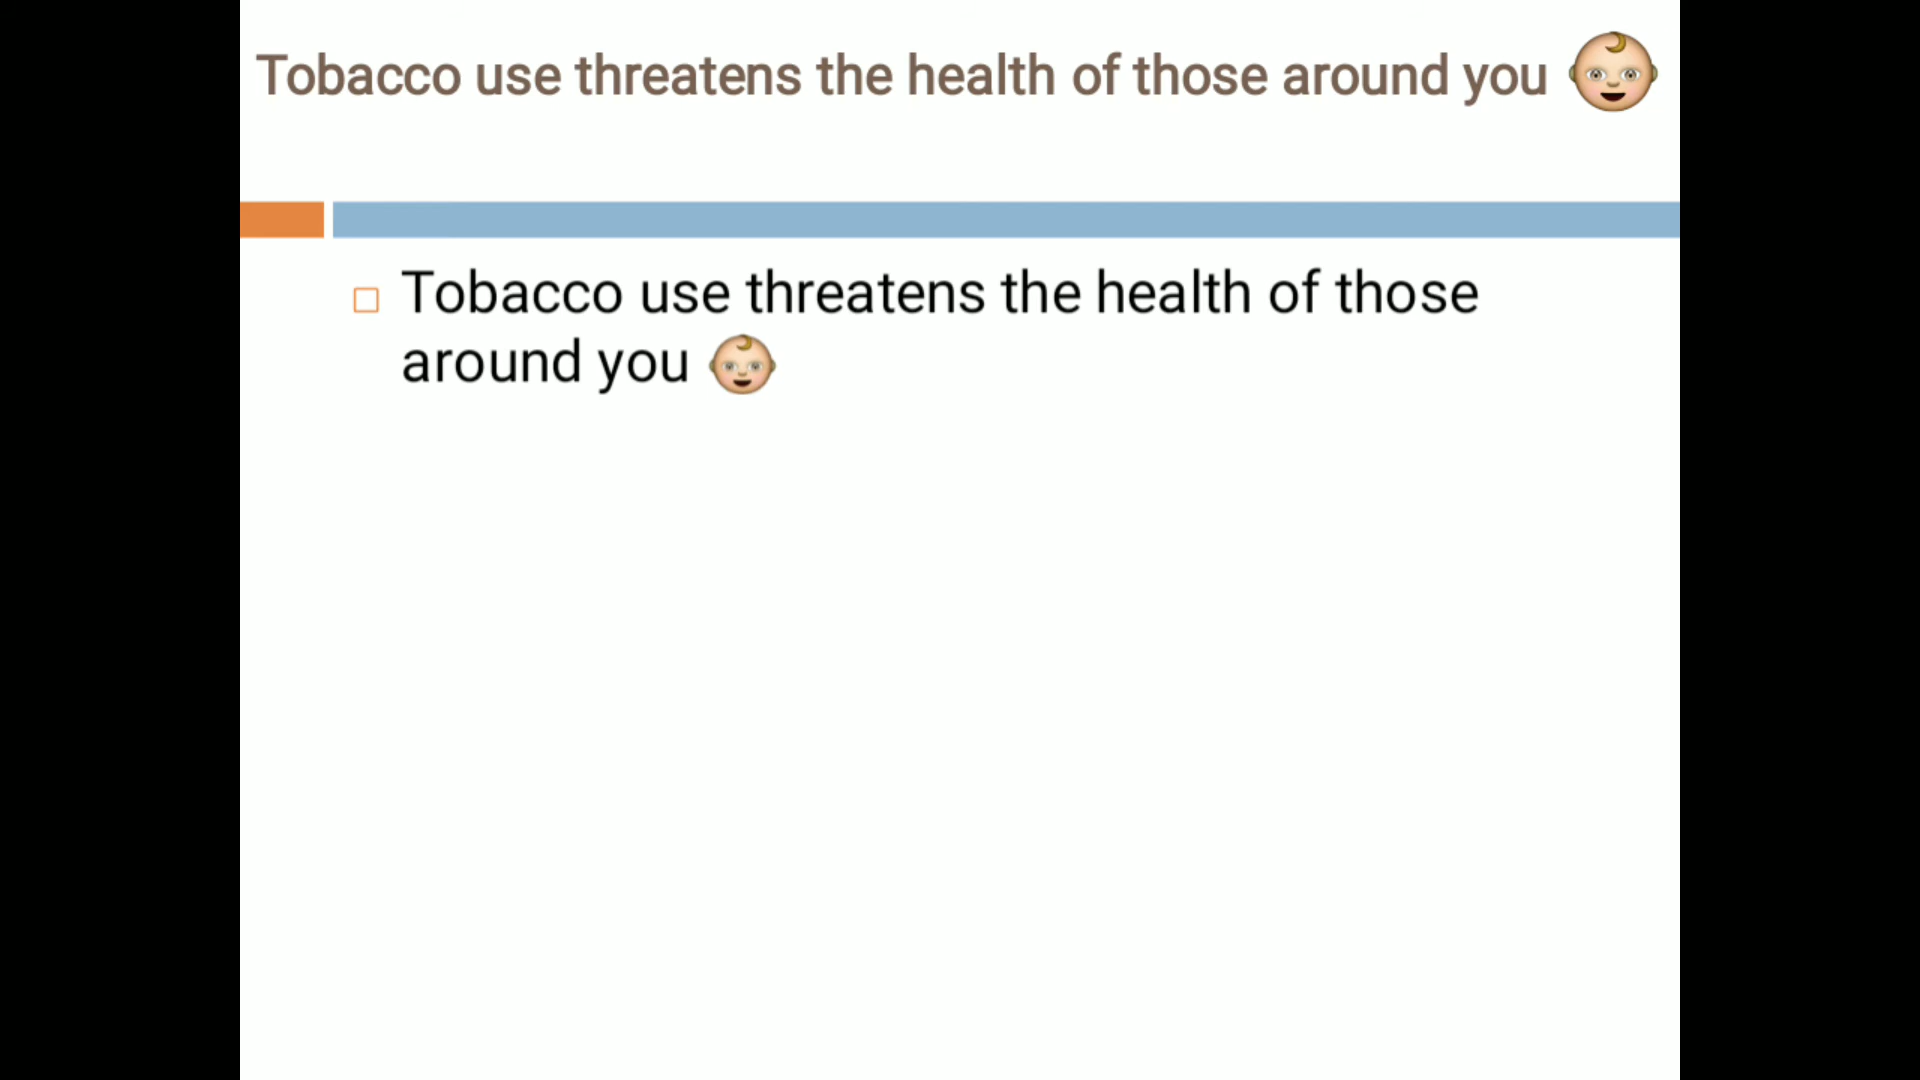 Tobacco use threatens the health of those around you 👶
Tobacco use threatens the health of those
around you 👶